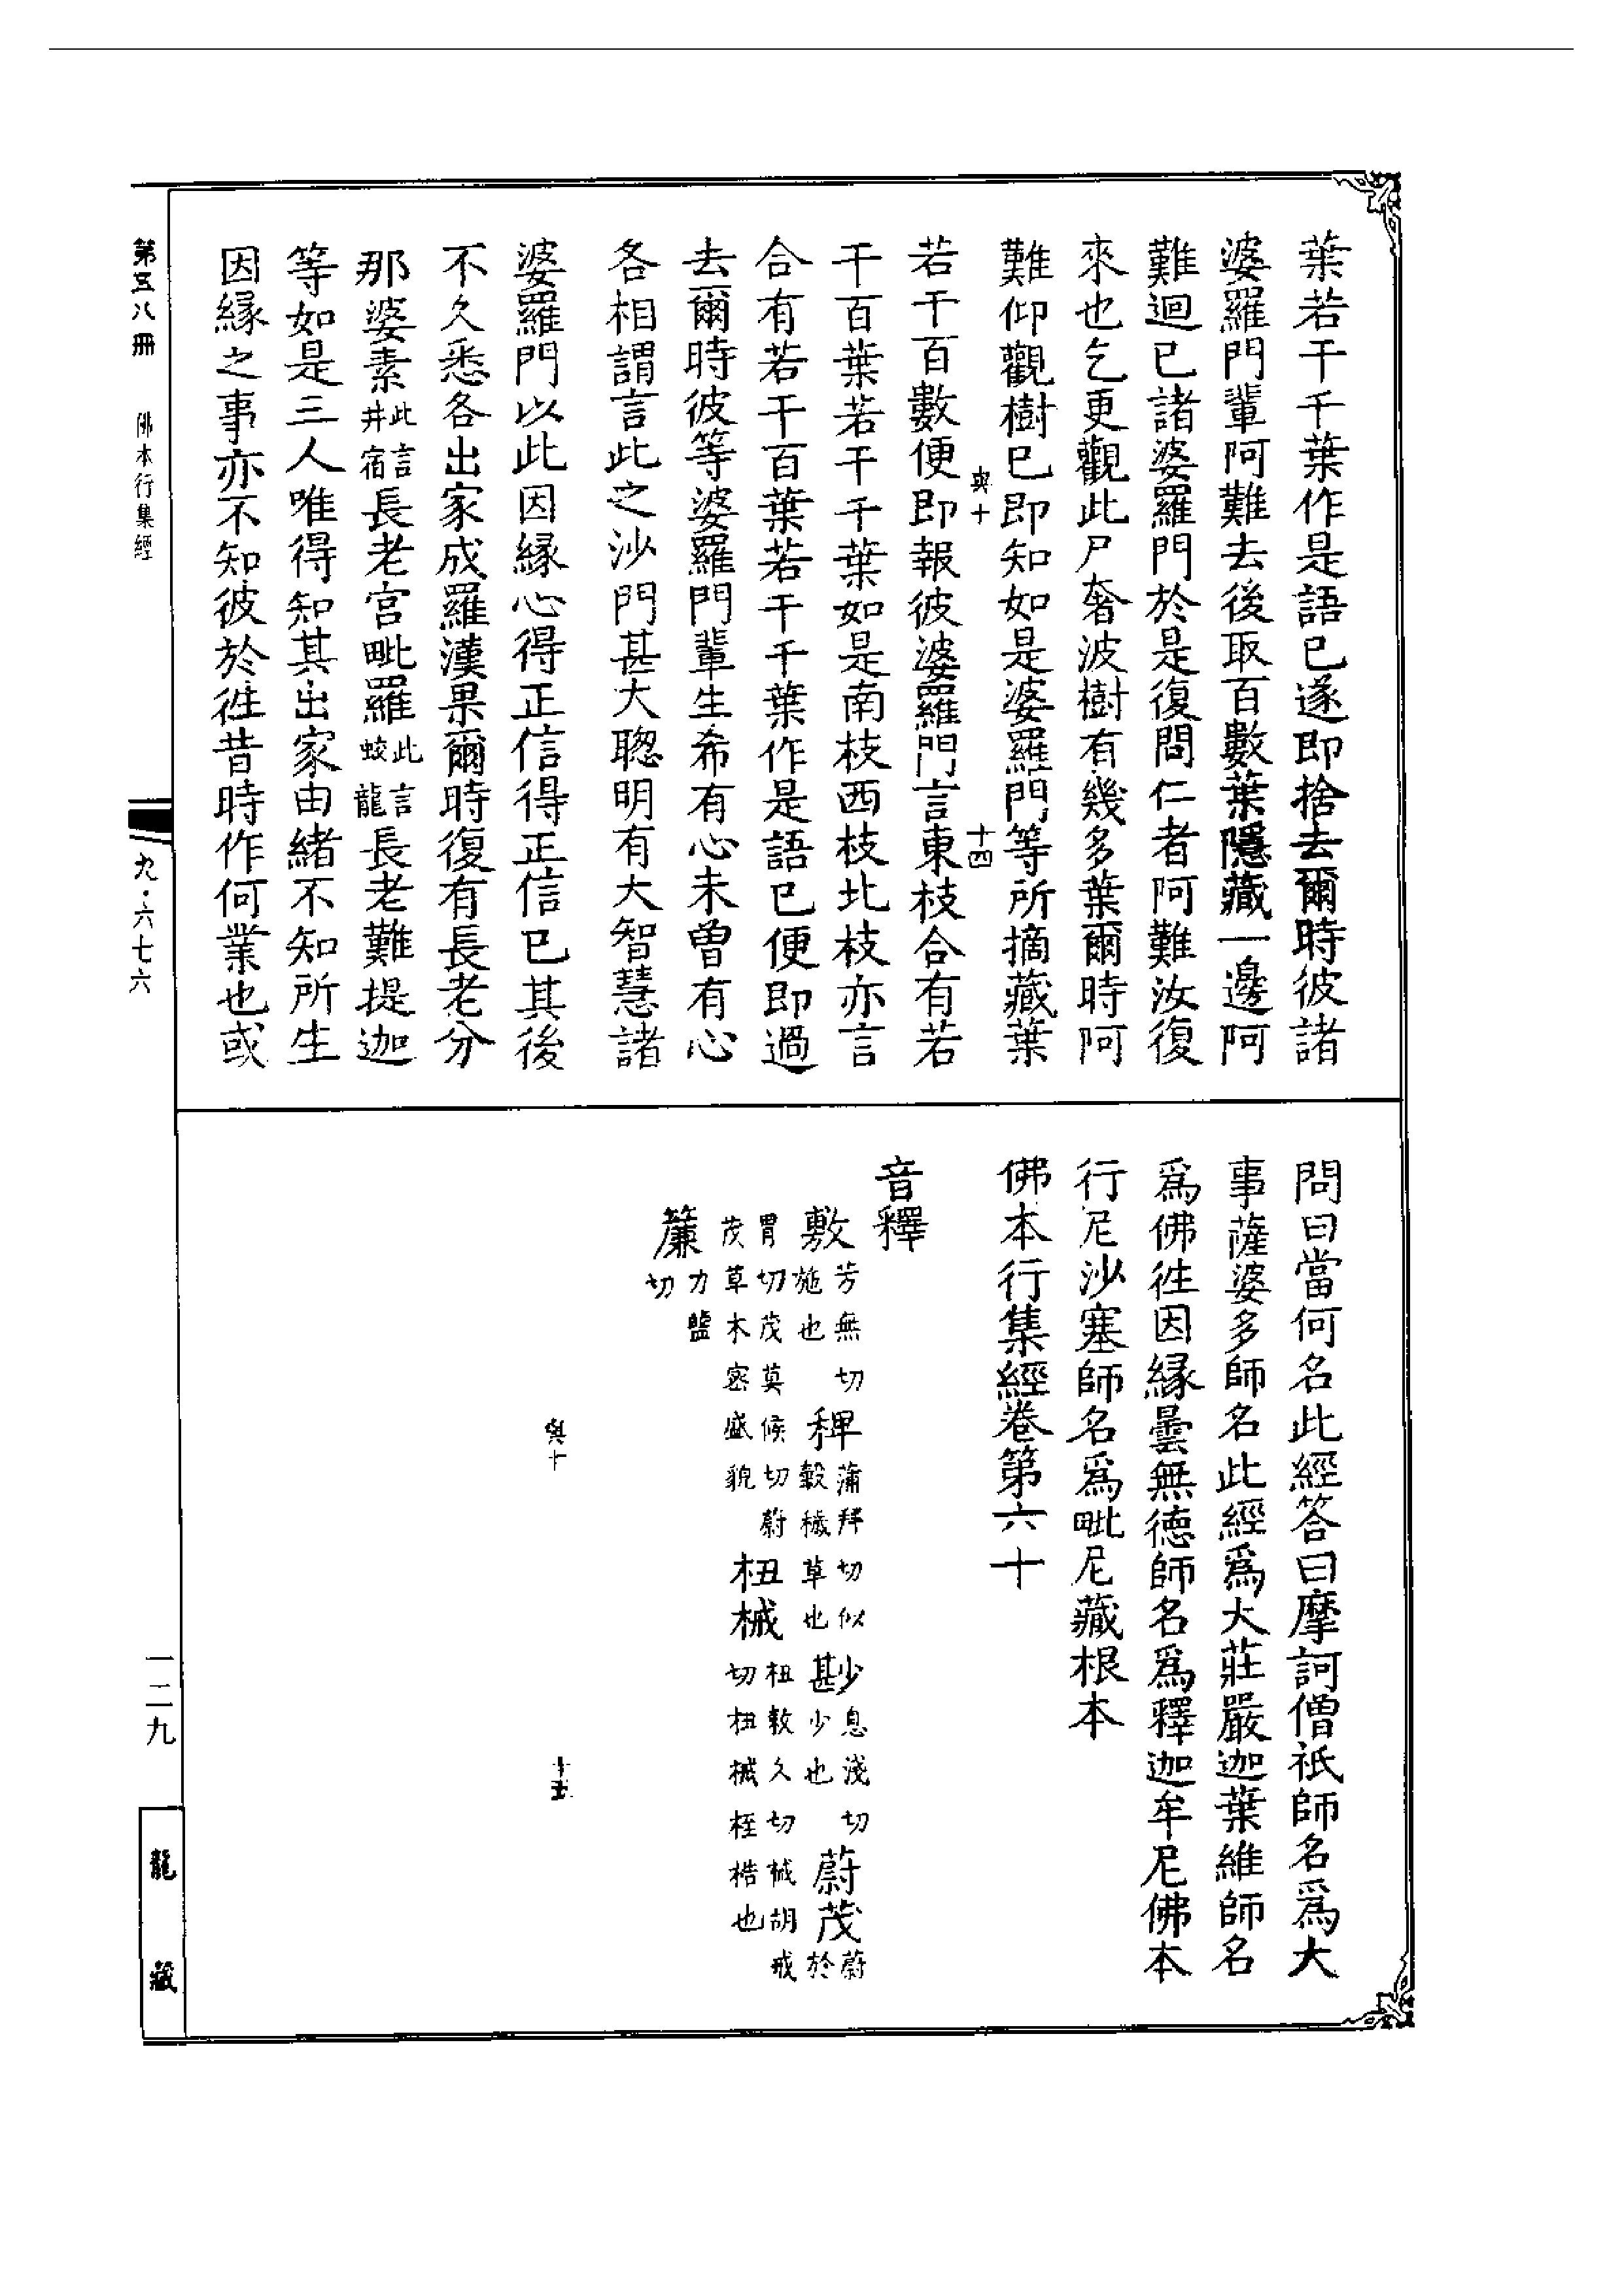 葉若干千葉作是語已遂即捨去爾時彼諸
婆羅門輩阿難去後取百數葉隱藏一邊阿
難迴已諸婆羅門於是復問仁者阿難汝復
來也乞更觀此尸奢波樹有幾多葉爾時阿
難仰觀樹已即知如是婆羅門等所摘藏葉
與十 十四
若干百數便即報彼婆羅門言東枝合有若
干百葉若干千葉如是南枝西枝北枝亦言
合有若干百葉若干千葉作是語已便即過
去爾時彼等婆羅門輩生希有心未曾有心
各相謂言此之沙門甚大聰明有大智慧諸
婆羅門以此因緣心得正信得正信已其後
不久悉各出家成羅漢果爾時復有長老分
那婆素此言井宿長老宮毗羅此言蛟龍長老難提迦
等如是三人唯得知其出家由緒不知所生
因緣之事亦不知彼於徃昔時作何業也或
問曰當何名此經答曰摩訶僧祇師名為大
事薩婆多師名此經為大莊嚴迦葉維師名
為佛徃因緣曇無德師名為釋迦牟尼佛本
行尼沙塞師名為毗尼藏根本
佛本行集經卷第六十
音釋
敷芳無切施也 稗蒲拜切似穀穢草也 尠息淺切甚少也 蔚茂蔚於
胃切茂莫候切蔚茂草木密盛貌 杻械杻敕久切械胡戒切杻械桎梏也
簾力鹽切
與十 十五
第五八冊 佛本行集經
九·六七六
一二九
龍藏